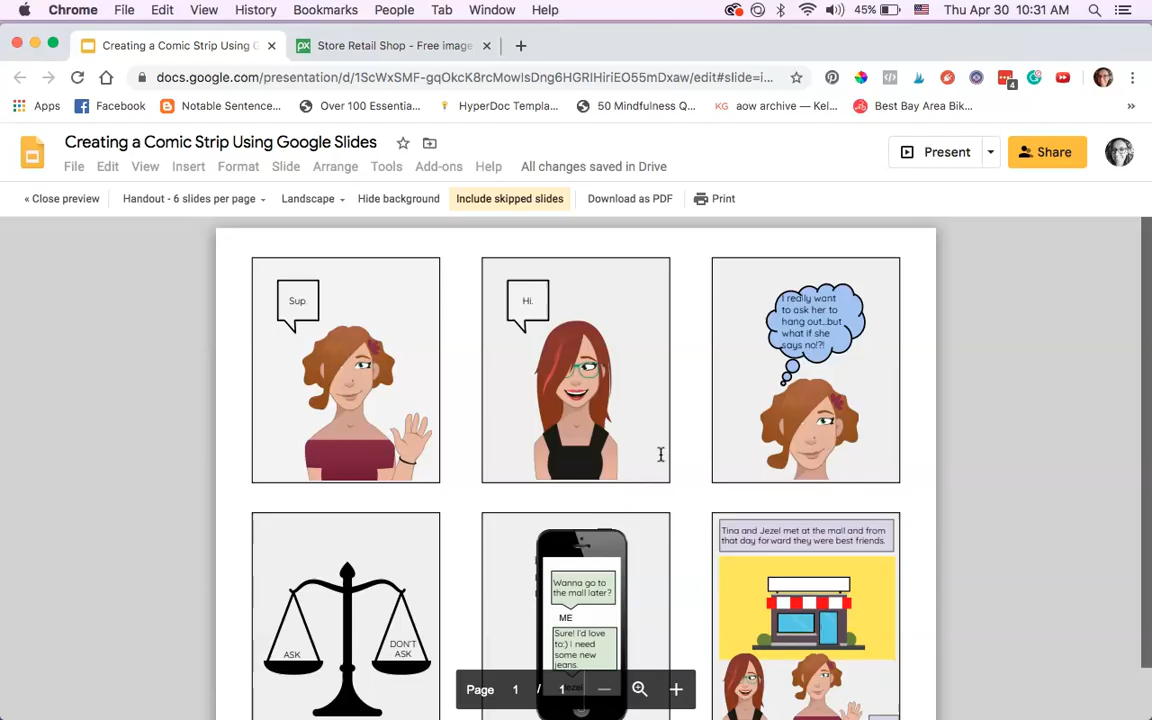 Chrome File Edit View History Bookmarks People Tab Window Help 45% Thu Apr 30 10:31 AM
Creating a Comic Strip Using G Store Retail Shop - Free image
docs.google.com/presentation/d/1ScWxSMF-gqOkcK8rcMowIsDng6HGRIHiriEO55mDxaw/edit#slide=i... 4
Apps Facebook Notable Sentence... Over 100 Essentia... HyperDoc Templa... 50 Mindfulness Q... KG aow archive — Kel... Best Bay Area Bik... »
Creating a Comic Strip Using Google Slides
File Edit View Insert Format Slide Arrange Tools Add-ons Help All changes saved in Drive
Present Share
« Close preview Handout - 6 slides per page Landscape Hide background Include skipped slides Download as PDF Print
Sup.
Hi.
I really want
to ask her to
hang out...but
what if she
says no!?!
ASK
DON'T
ASK
Wanna go to
the mall later?
ME
Sure! I'd love
to:) I need
some new
jeans.
Tina and Jezel met at the mall and from
that day forward they were best friends.
Page 1 / 1